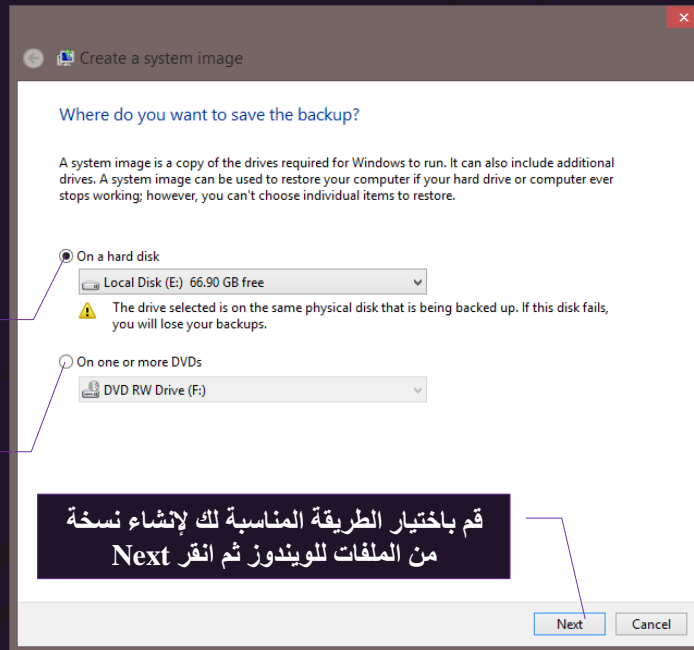 Create a system image
Where do you want to save the backup?
A system image is a copy of the drives required for Windows to run. It can also include additional
drives. A system image can be used to restore your computer if your hard drive or computer ever
stops working; however, you can't choose individual items to restore.
On a hard disk
Local Disk (E:) 66.90 GB free
The drive selected is on the same physical disk that is being backed up. If this disk fails,
you will lose your backups.
On one or more DVDs
DVD RW Drive (F:)
قم باختيار الطريقة المناسبة لك لإنشاء نسخة
من الملفات للويندوز ثم انقر Next
Next Cancel